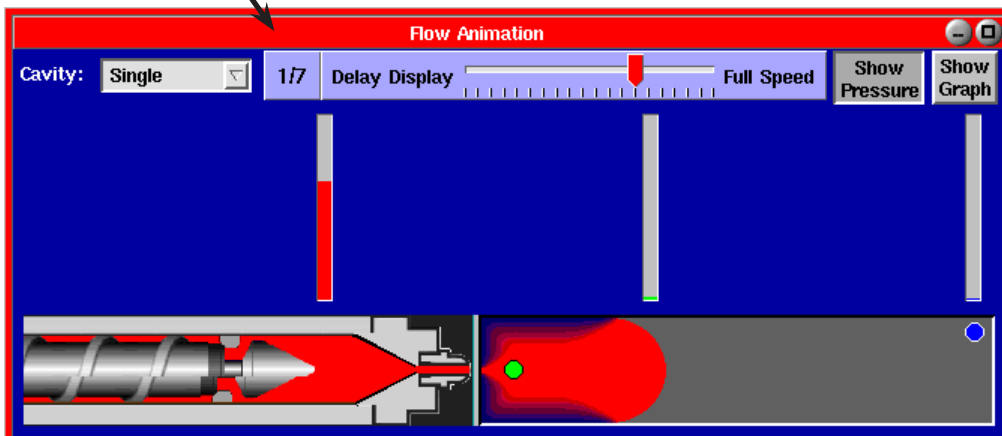 Flow Animation
Cavity: Single 1/7 Delay Display Full Speed Show Pressure Show Graph